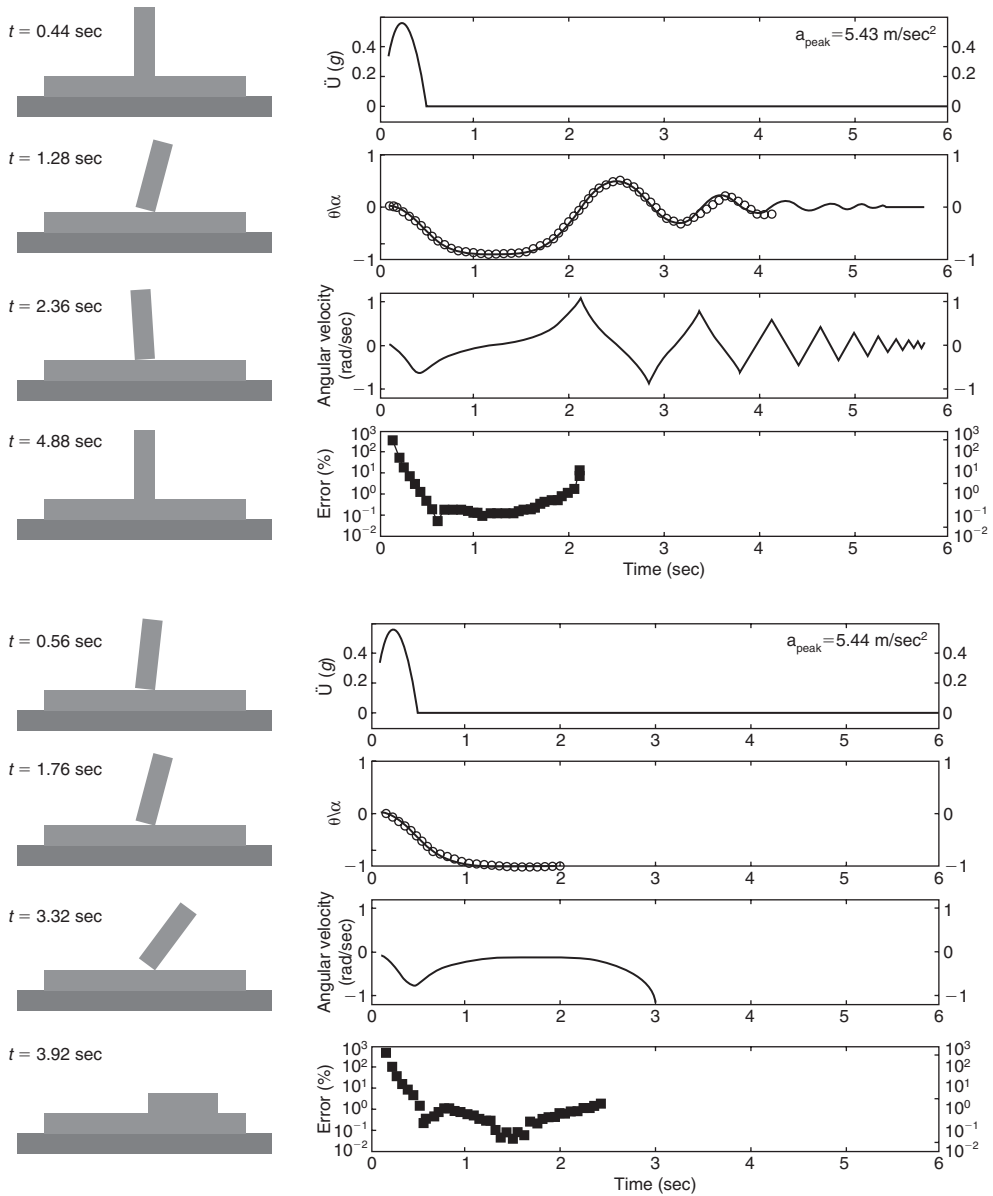 t = 0.44 sec
t = 1.28 sec
t = 2.36 sec
t = 4.88 sec
Ü (g)
0.4
0.2
0
a_peak=5.43 m/sec²
0.4
0.2
0
0 1 2 3 4 5 6
θ\α
1
0
−1
1
0
−1
0 1 2 3 4 5 6
Angular velocity
(rad/sec)
1
0
−1
1
0
−1
0 1 2 3 4 5 6
Error (%)
10³
10²
10¹
10⁰
10⁻¹
10⁻²
10³
10²
10¹
10⁰
10⁻¹
10⁻²
0 1 2 3 4 5 6
Time (sec)
t = 0.56 sec
t = 1.76 sec
t = 3.32 sec
t = 3.92 sec
Ü (g)
0.4
0.2
0
a_peak=5.44 m/sec²
0.4
0.2
0
0 1 2 3 4 5 6
θ\α
1
0
−1
1
0
−1
0 1 2 3 4 5 6
Angular velocity
(rad/sec)
1
0
−1
1
0
−1
0 1 2 3 4 5 6
Error (%)
10³
10²
10¹
10⁰
10⁻¹
10⁻²
10³
10²
10¹
10⁰
10⁻¹
10⁻²
0 1 2 3 4 5 6
Time (sec)